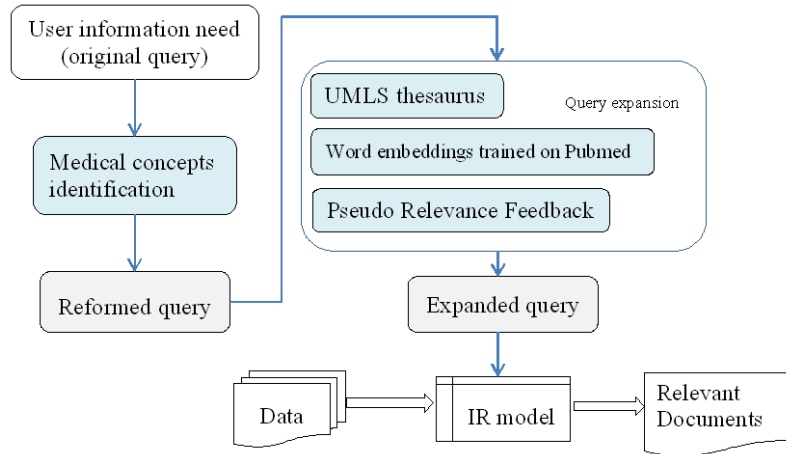 User information need
(original query)
Medical concepts
identification
Reformed query
UMLS thesaurus
Query expansion
Word embeddings trained on Pubmed
Pseudo Relevance Feedback
Expanded query
Data
IR model
Relevant
Documents